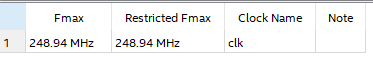 Fmax Restricted Fmax Clock Name Note
1 248.94 MHz 248.94 MHz clk